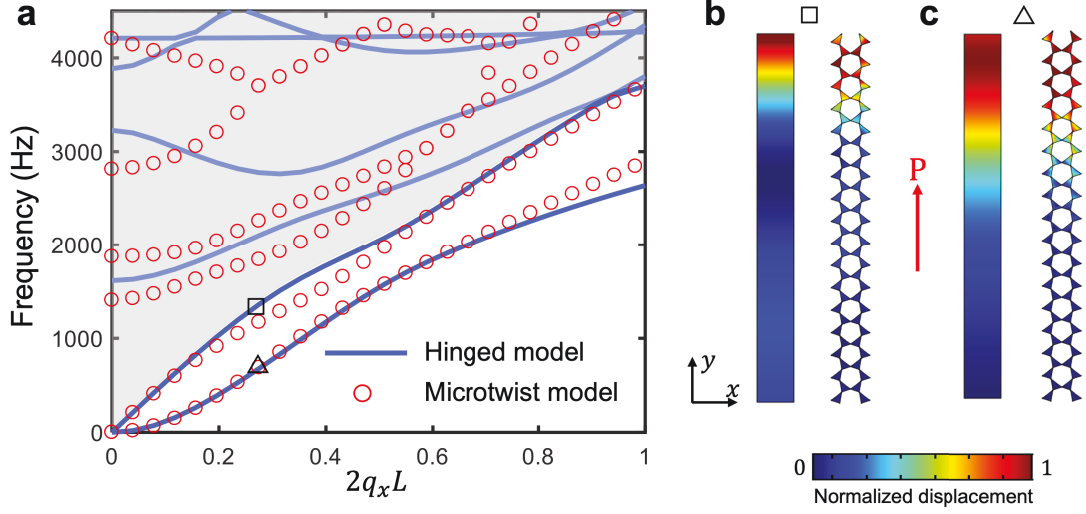 a
b
c
4000
3000
2000
1000
0
Frequency (Hz)
0
0.2
0.4
0.6
0.8
1
2q_xL
Hinged model
Microtwist model
P
y
x
0
1
Normalized displacement